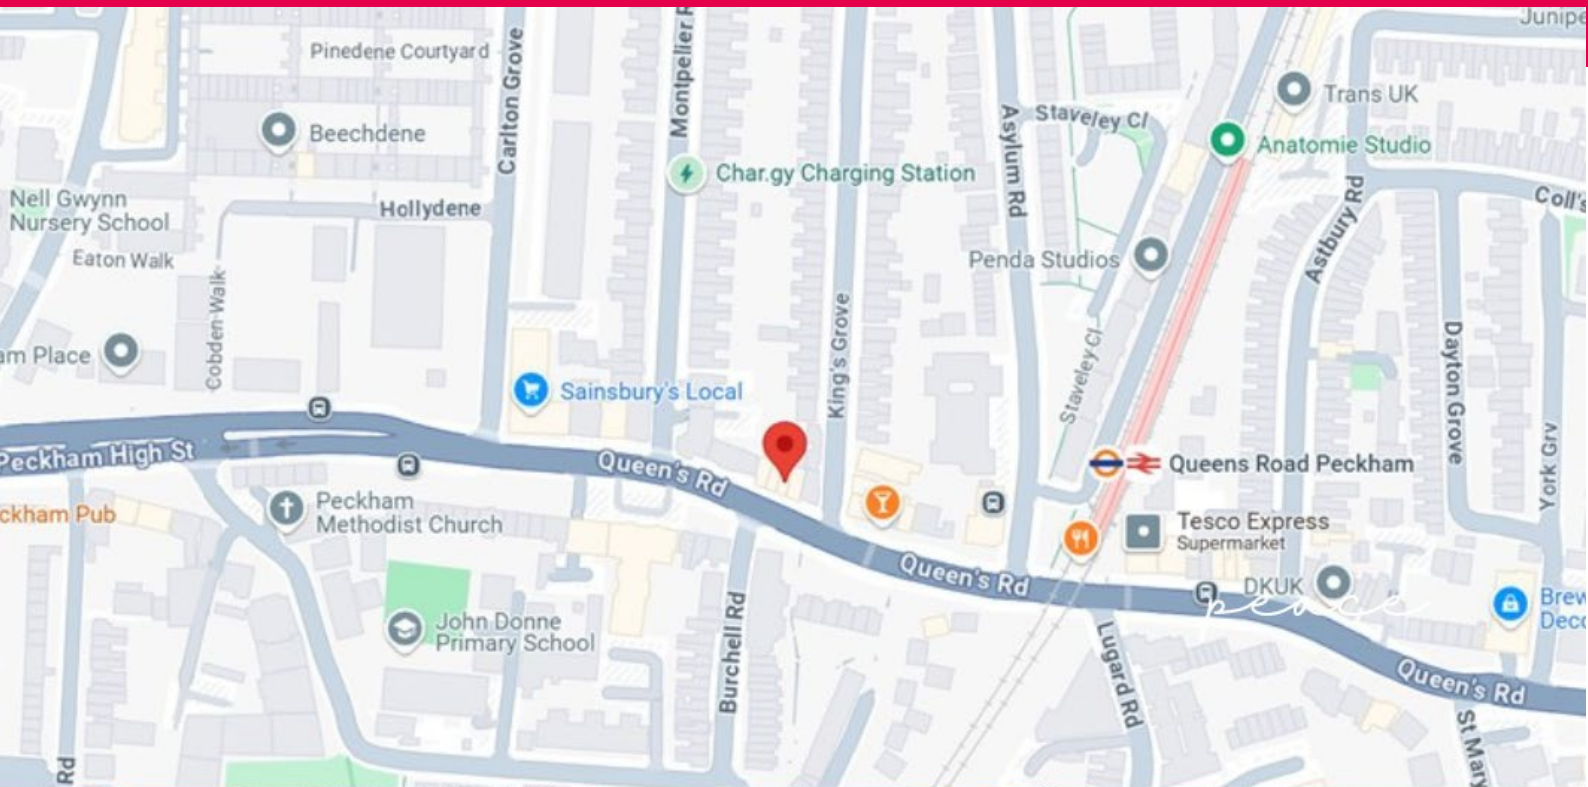 Junipe
Pinedene Courtyard
Carlton Grove
Montpelier R
Trans UK
Beechdene
Asylum Rd
Staveley Cl
Anatomie Studio
Char.gy Charging Station
Nell Gwynn
Nursery School
Hollydene
Coll's
Astbury Rd
Eaton Walk
Penda Studios
Cobden Walk
am Place
King's Grove
Staveley Cl
Dayton Grove
Sainsbury's Local
Peckham High St
Queen's Rd
Queens Road Peckham
York Grv
ckham Pub
Peckham
Methodist Church
Tesco Express
Supermarket
Queen's Rd
DKUK
peace
Brew
Deco
John Donne
Primary School
Burchell Rd
Lugard Rd
Queen's Rd
St Mary
Rd